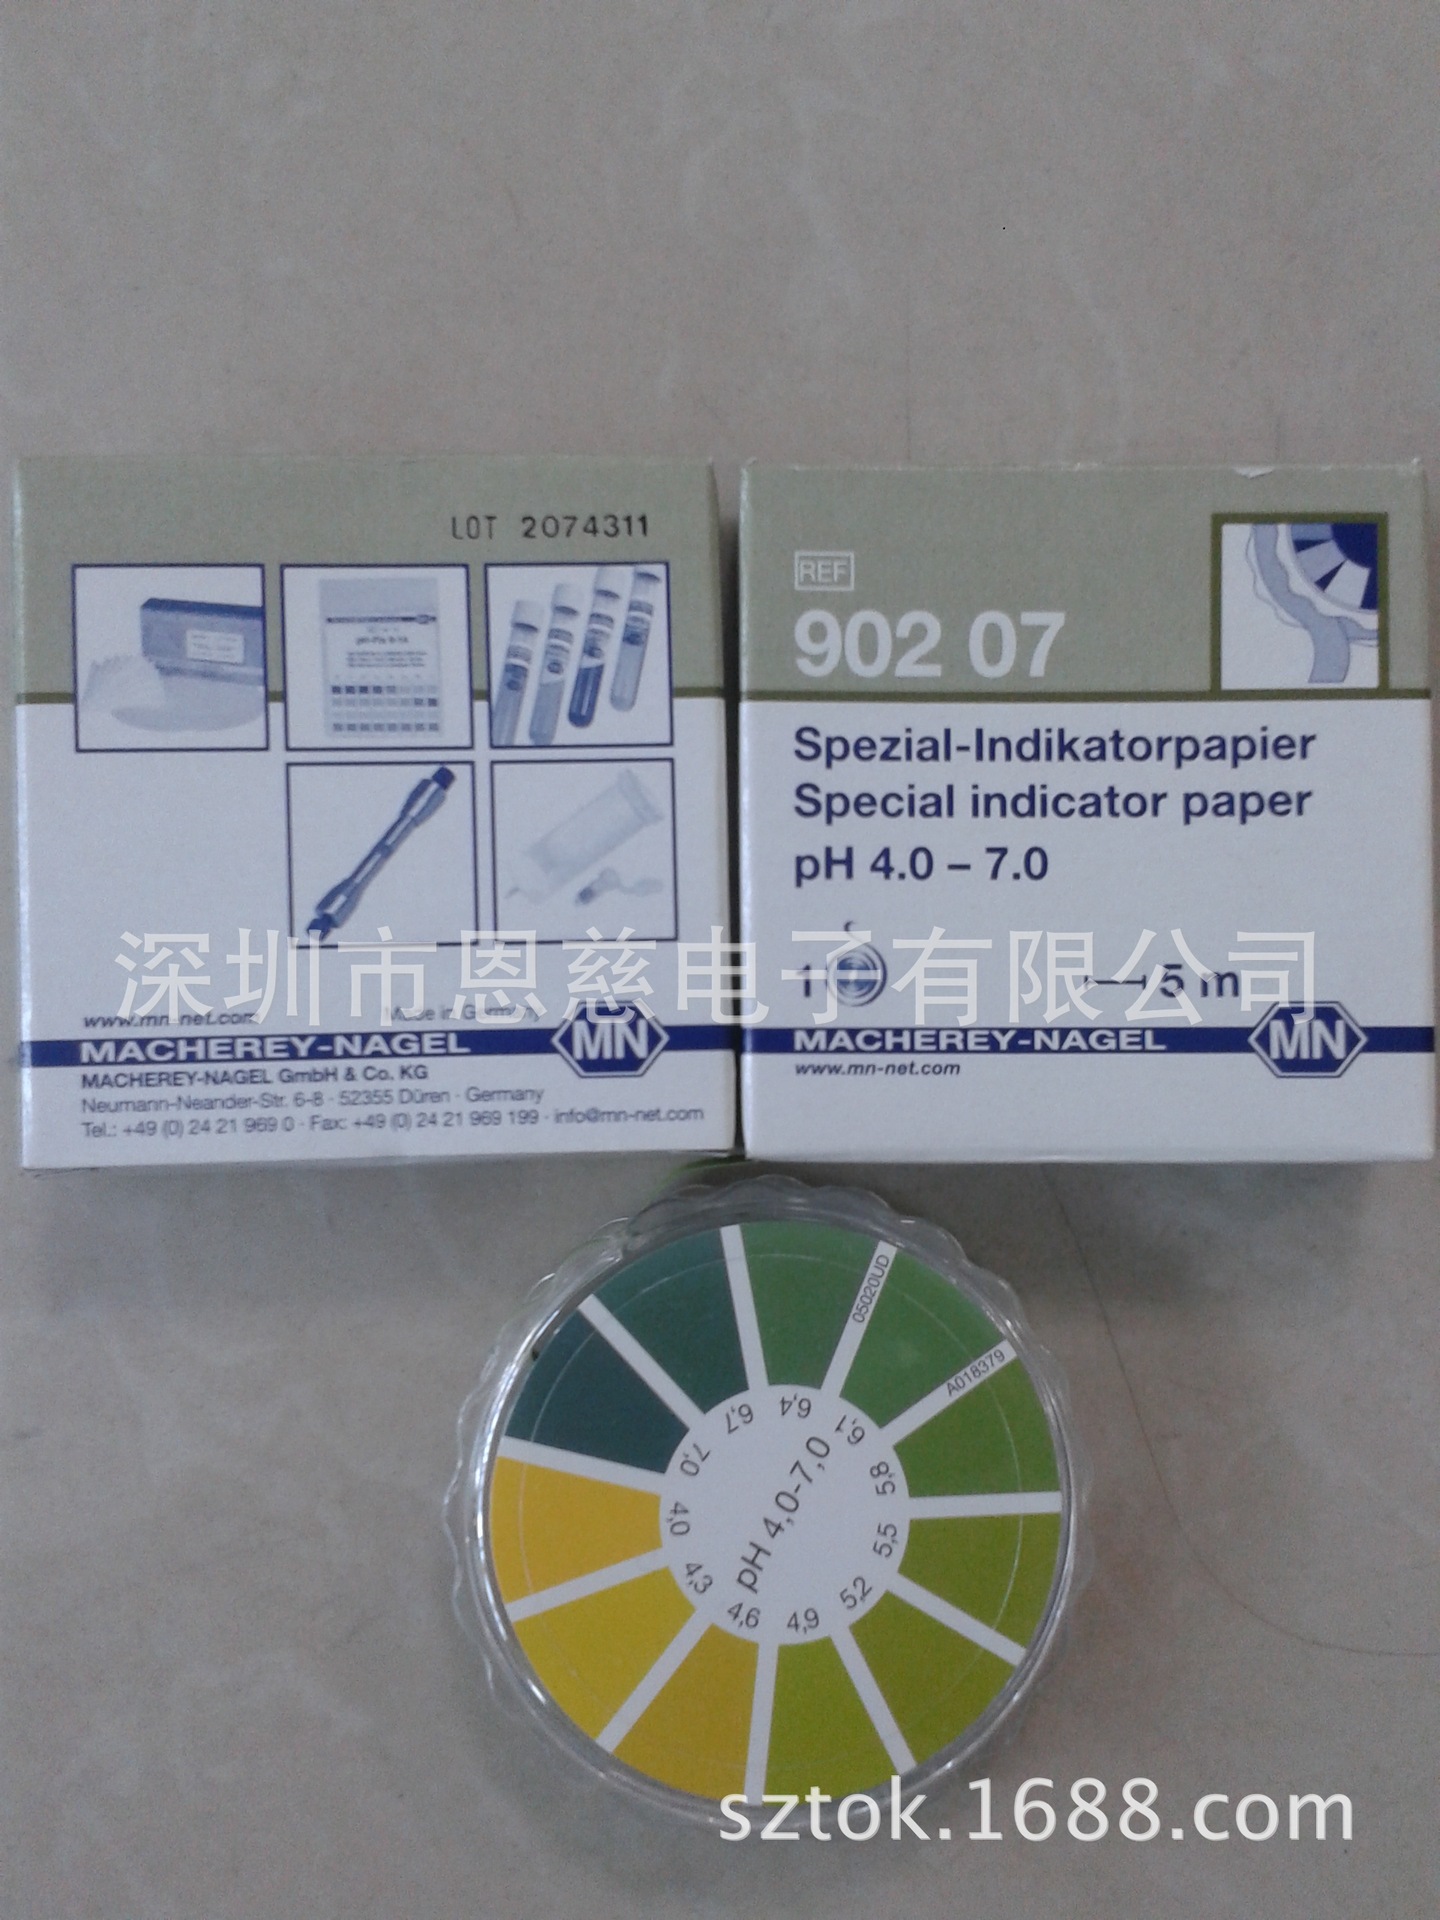 LOT 2074311
www.mn-net.com
Made in Germany
MACHEREY-NAGEL
MN
MACHEREY-NAGEL GmbH & Co. KG
Neumann-Neander-Str. 6-8 · 52355 Düren · Germany
Tel.: +49 (0) 24 21 969 0 · Fax: +49 (0) 24 21 969 199 · info@mn-net.com
REF
902 07
Spezial-Indikatorpapier
Special indicator paper
pH 4.0 – 7.0
1
5 m
MACHEREY-NAGEL
MN
www.mn-net.com
深圳市恩慈电子有限公司
05020UD
A018379
pH 4,0-7,0
4,0
4,3
4,6
4,9
5,2
5,5
5,8
6,1
6,4
6,7
7,0
sztok.1688.com